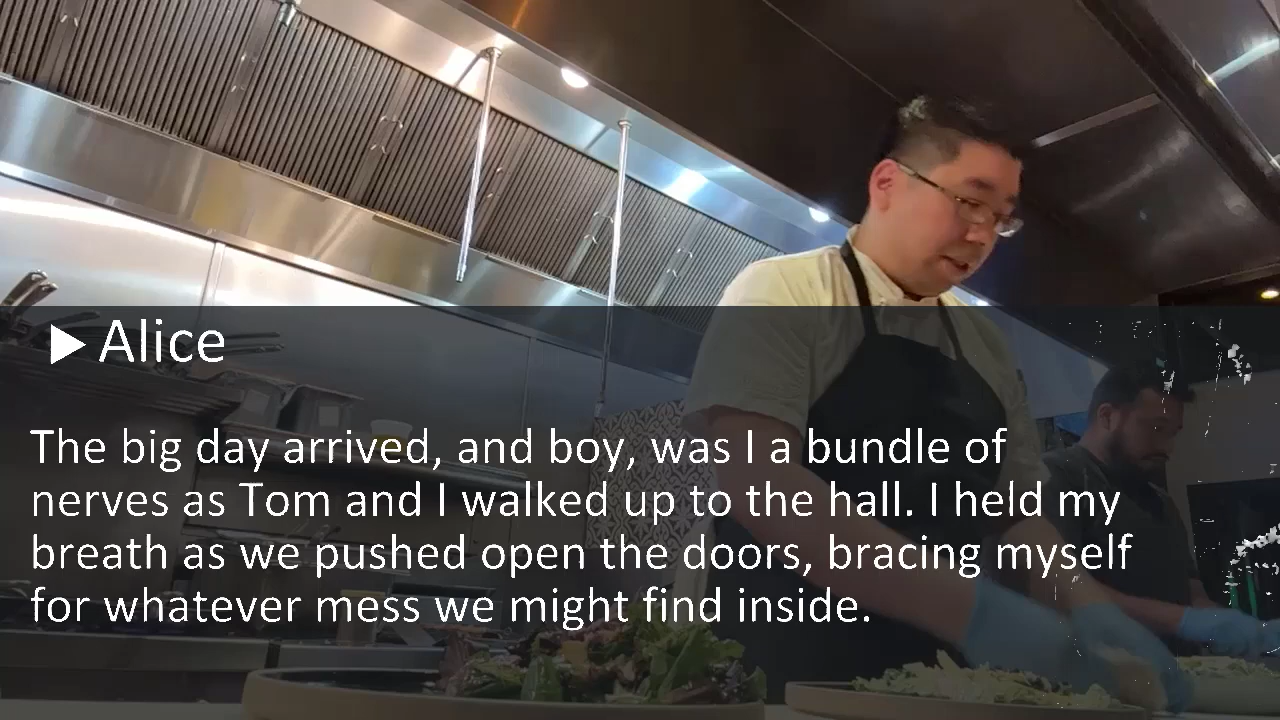 Alice
The big day arrived, and boy, was I a bundle of
nerves as Tom and I walked up to the hall. I held my
breath as we pushed open the doors, bracing myself
for whatever mess we might find inside.